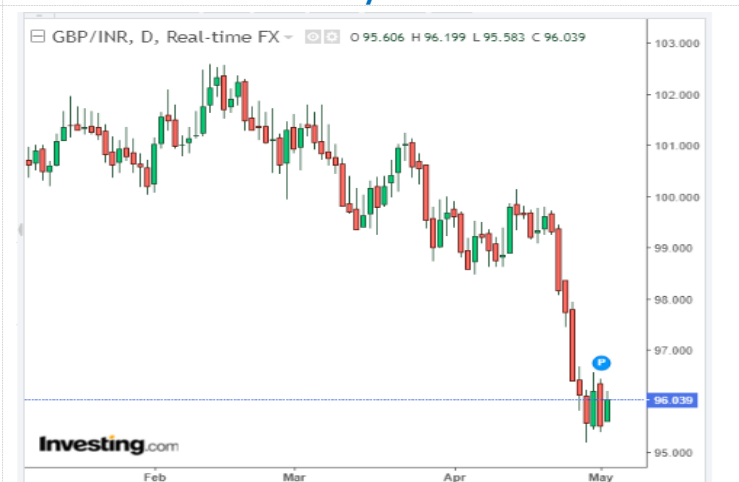 GBP/INR, D, Real-time FX O 95.606 H 96.199 L 95.583 C 96.039
103.000
102.000
101.000
100.000
99.000
98.000
97.000
P
96.039
95.000
Investing.com
Feb Mar Apr May